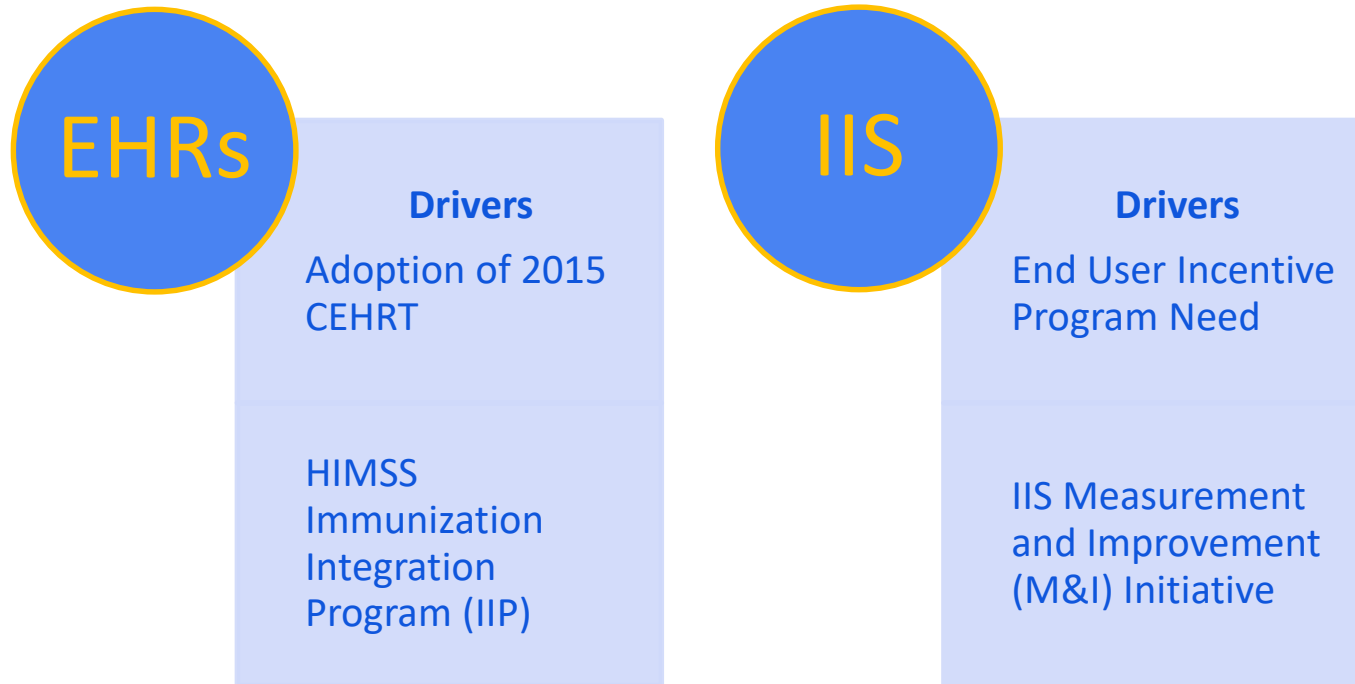 EHRs
Drivers
Adoption of 2015
CEHRT
HIMSS
Immunization
Integration
Program (IIP)
IIS
Drivers
End User Incentive
Program Need
IIS Measurement
and Improvement
(M&I) Initiative